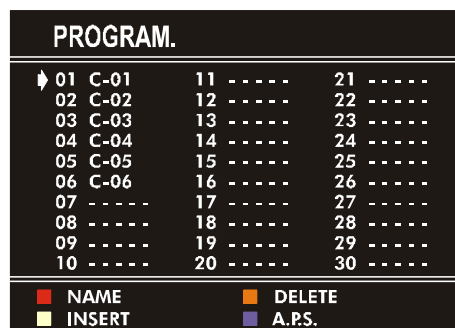 PROGRAM.
01 C-01 11 - - - - - 21 - - - - -
02 C-02 12 - - - - - 22 - - - - -
03 C-03 13 - - - - - 23 - - - - -
04 C-04 14 - - - - - 24 - - - - -
05 C-05 15 - - - - - 25 - - - - -
06 C-06 16 - - - - - 26 - - - - -
07 - - - - - 17 - - - - - 27 - - - - -
08 - - - - - 18 - - - - - 28 - - - - -
09 - - - - - 19 - - - - - 29 - - - - -
10 - - - - - 20 - - - - - 30 - - - - -
NAME DELETE
INSERT A.P.S.